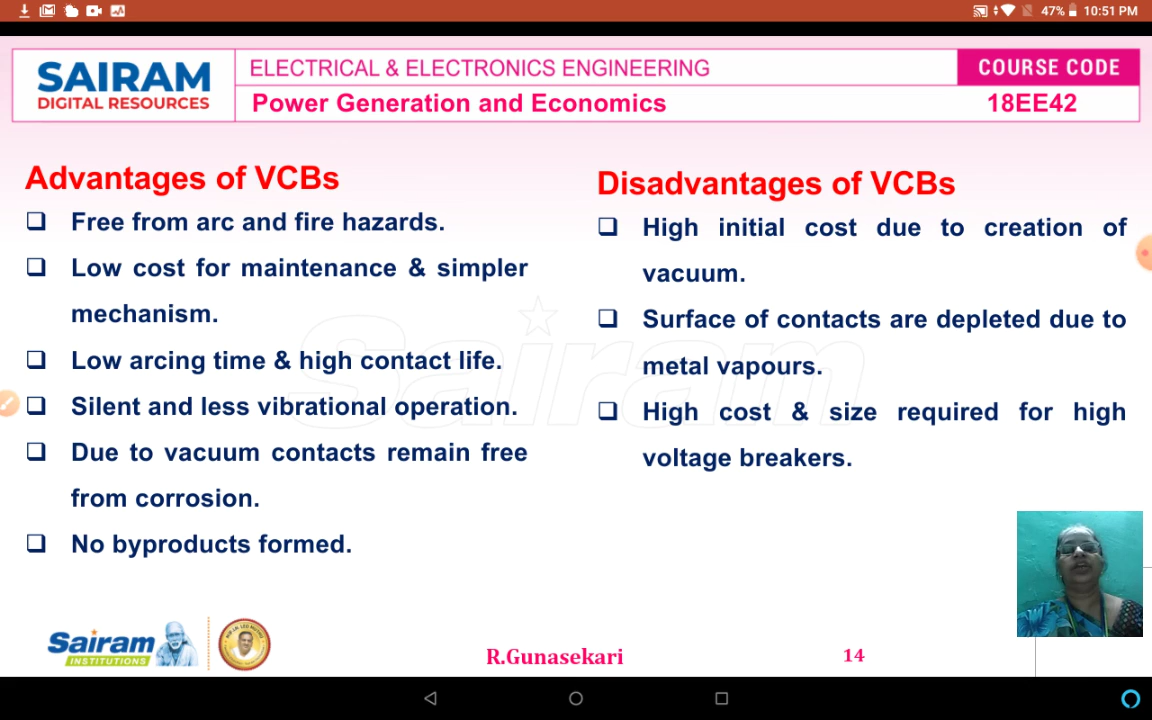 47% 10:51 PM
SAIRAM
DIGITAL RESOURCES
ELECTRICAL & ELECTRONICS ENGINEERING
COURSE CODE
Power Generation and Economics
18EE42
Advantages of VCBs
Free from arc and fire hazards.
Low cost for maintenance & simpler
mechanism.
Low arcing time & high contact life.
Silent and less vibrational operation.
Due to vacuum contacts remain free
from corrosion.
No byproducts formed.
Disadvantages of VCBs
High initial cost due to creation of
vacuum.
Surface of contacts are depleted due to
metal vapours.
High cost & size required for high
voltage breakers.
Sairam
Sairam
INSTITUTIONS
R.Gunasekari
14